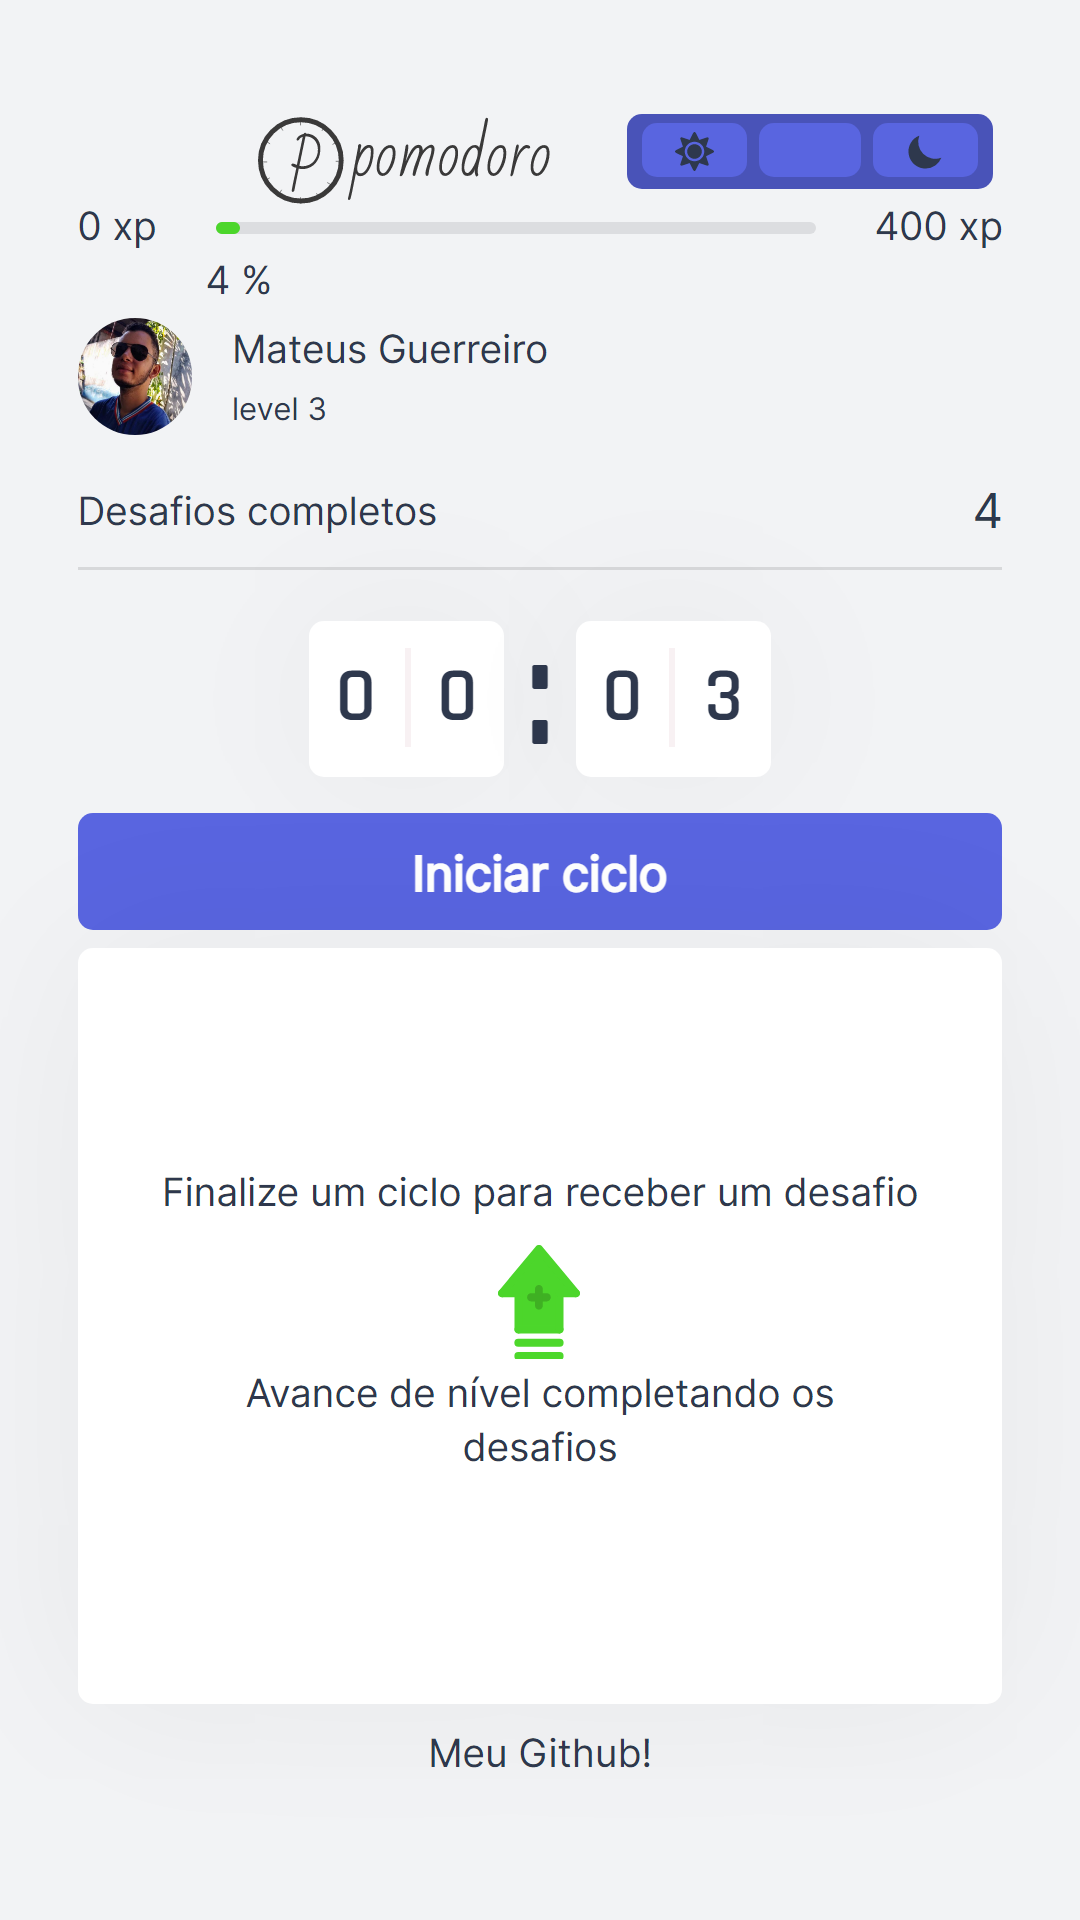 P pomodoro
0 xp
400 xp
4 %
Mateus Guerreiro
level 3
Desafios completos
4
0 0 : 0 3
Iniciar ciclo
Finalize um ciclo para receber um desafio
Avance de nível completando os
desafios
Meu Github!